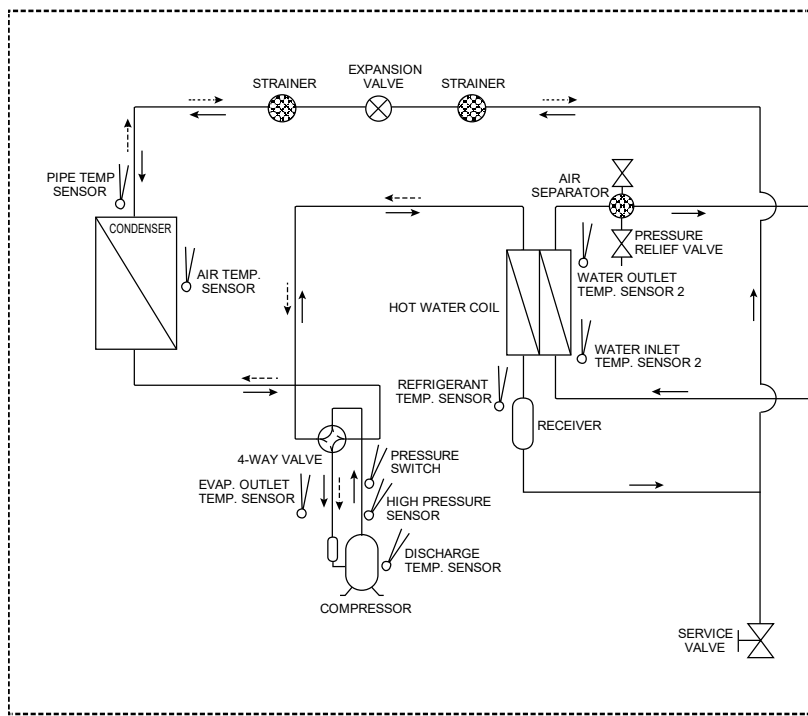 STRAINER
EXPANSION
VALVE
STRAINER
PIPE TEMP
SENSOR
AIR
SEPARATOR
CONDENSER
PRESSURE
RELIEF VALVE
AIR TEMP.
SENSOR
WATER OUTLET
TEMP. SENSOR 2
HOT WATER COIL
WATER INLET
TEMP. SENSOR 2
REFRIGERANT
TEMP. SENSOR
RECEIVER
4-WAY VALVE
PRESSURE
SWITCH
EVAP. OUTLET
TEMP. SENSOR
HIGH PRESSURE
SENSOR
DISCHARGE
TEMP. SENSOR
COMPRESSOR
SERVICE
VALVE